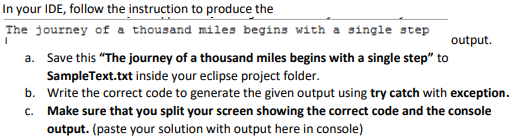 In your IDE, follow the instruction to produce the
The journey of a thousand miles begins with a single step
output.
a. Save this “The journey of a thousand miles begins with a single step” to
SampleText.txt inside your eclipse project folder.
b. Write the correct code to generate the given output using try catch with exception.
c. Make sure that you split your screen showing the correct code and the console
output. (paste your solution with output here in console)